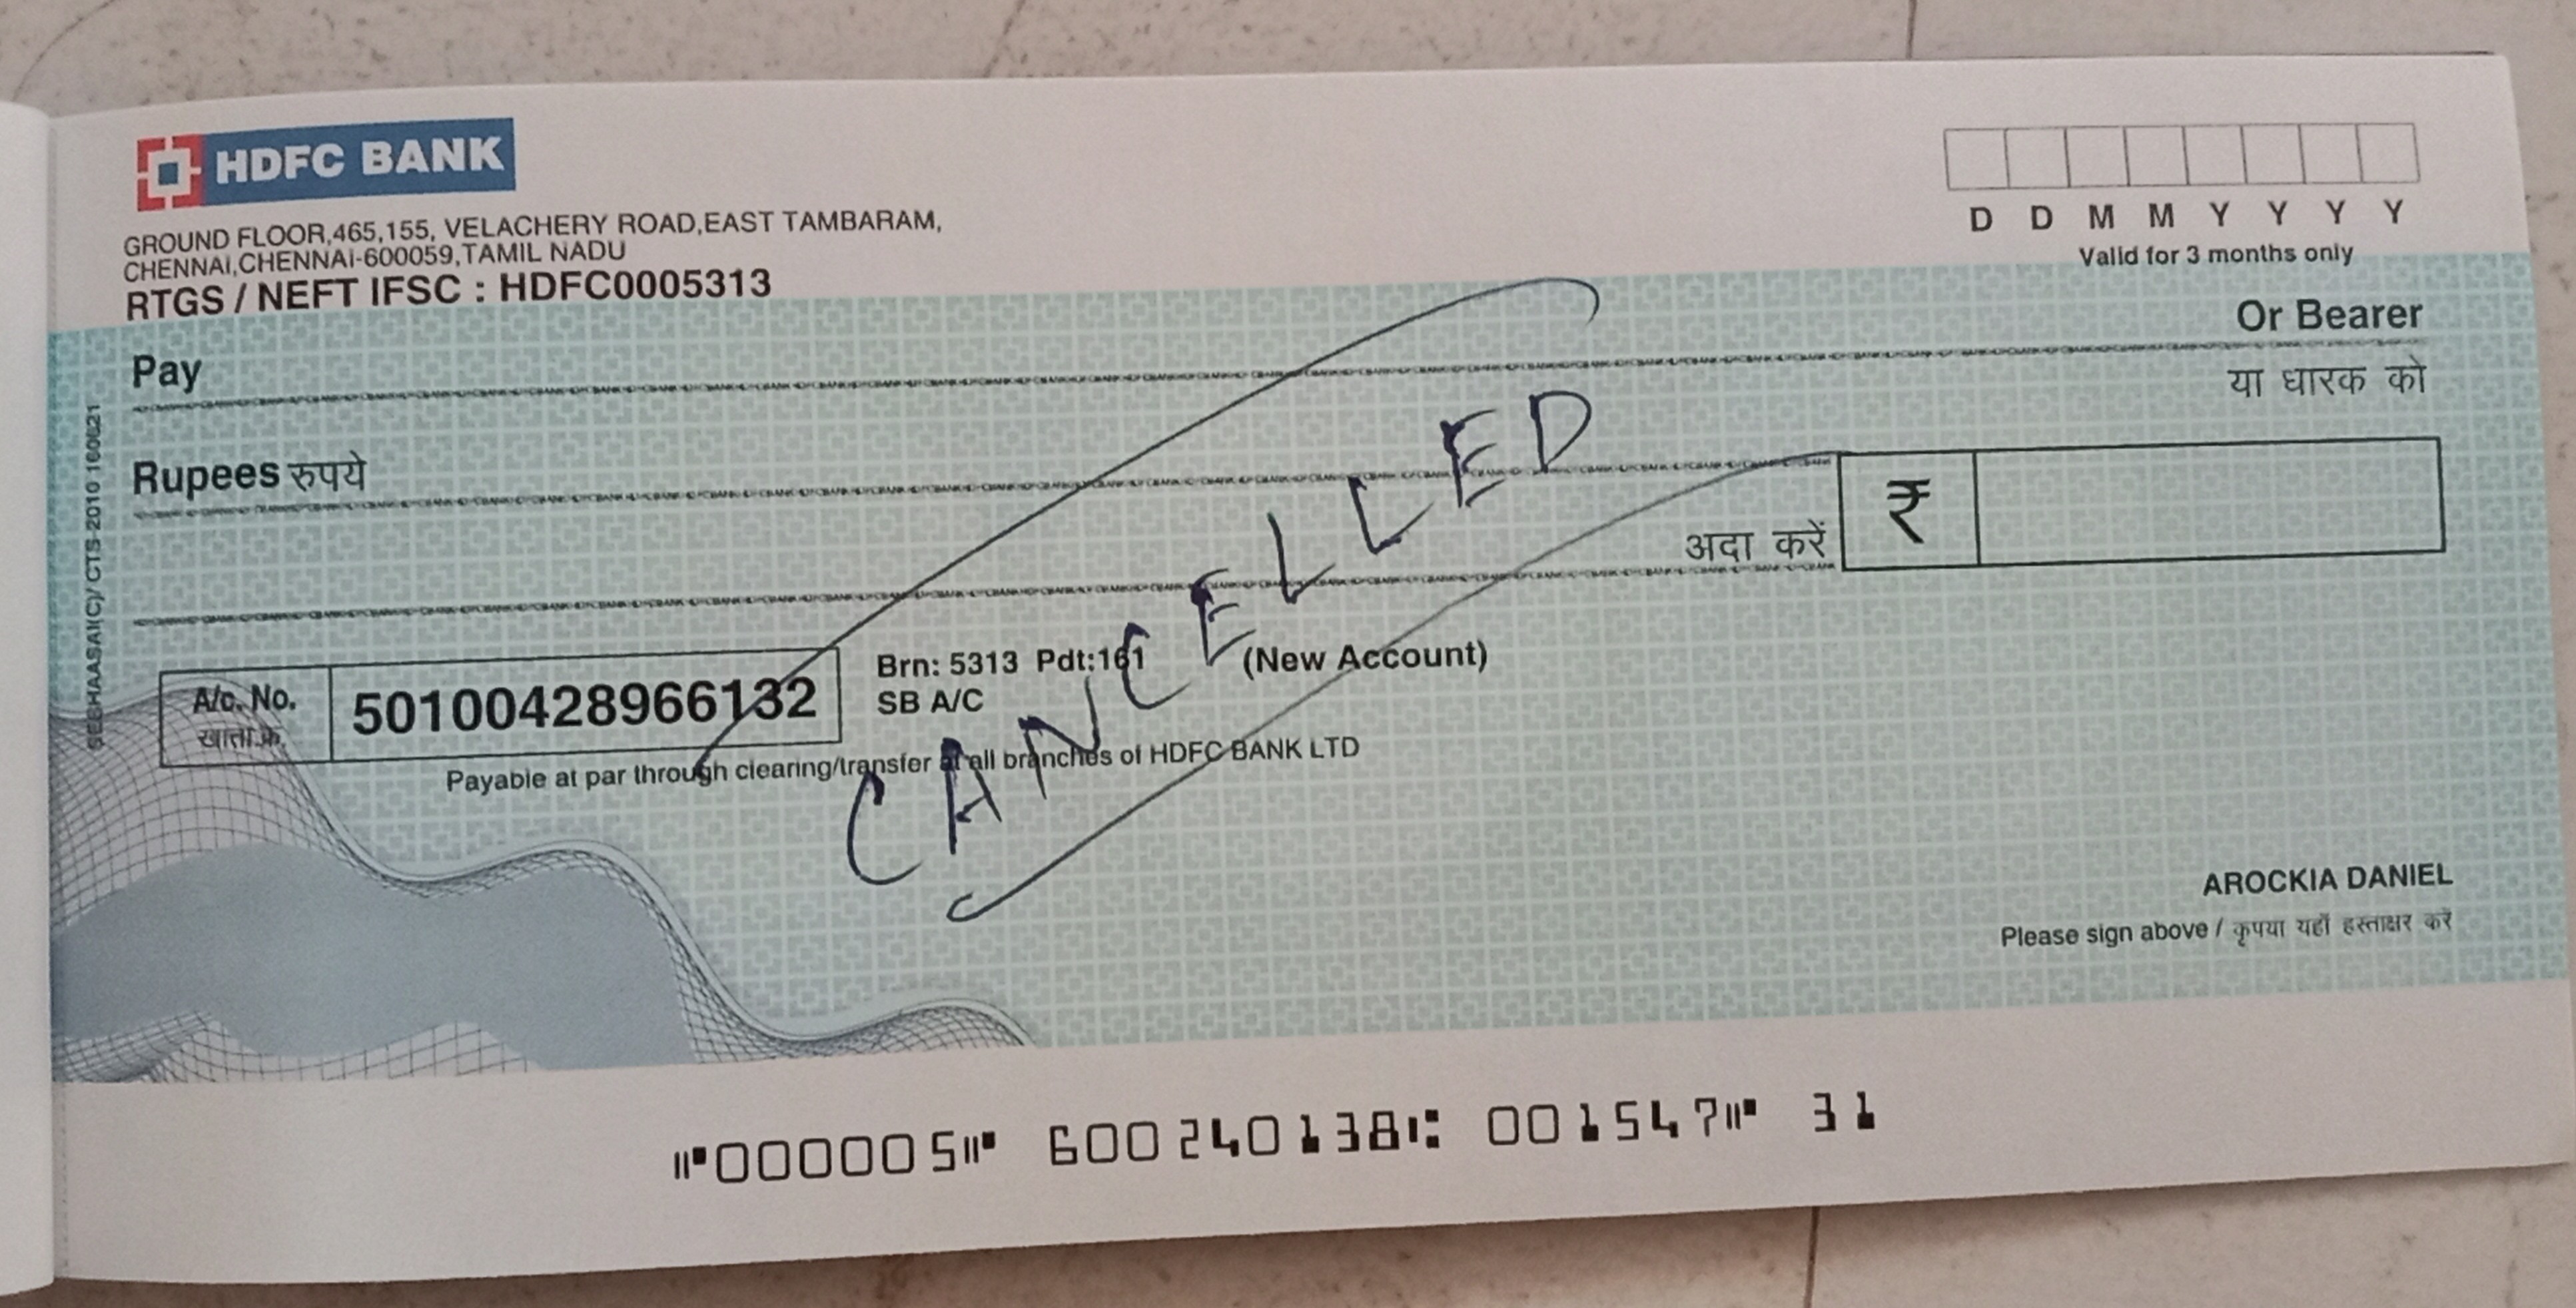 HDFC BANK
GROUND FLOOR,465,155, VELACHERY ROAD,EAST TAMBARAM,
CHENNAI,CHENNAI-600059,TAMIL NADU
RTGS / NEFT IFSC : HDFC0005313
D D M M Y Y Y Y
Valid for 3 months only
Pay
Or Bearer
या धारक को
Rupees रुपये
अदा करें
₹
CANCELLED
A/c. No.
खाता क्र.
50100428966132
Brn: 5313 Pdt:161 (New Account)
SB A/C
Payable at par through clearing/transfer at all branches of HDFC BANK LTD
AROCKIA DANIEL
Please sign above / कृपया यहाँ हस्ताक्षर करें
CTS-2010
⑈000005⑈ 600240138⑆ 001547⑈ 31